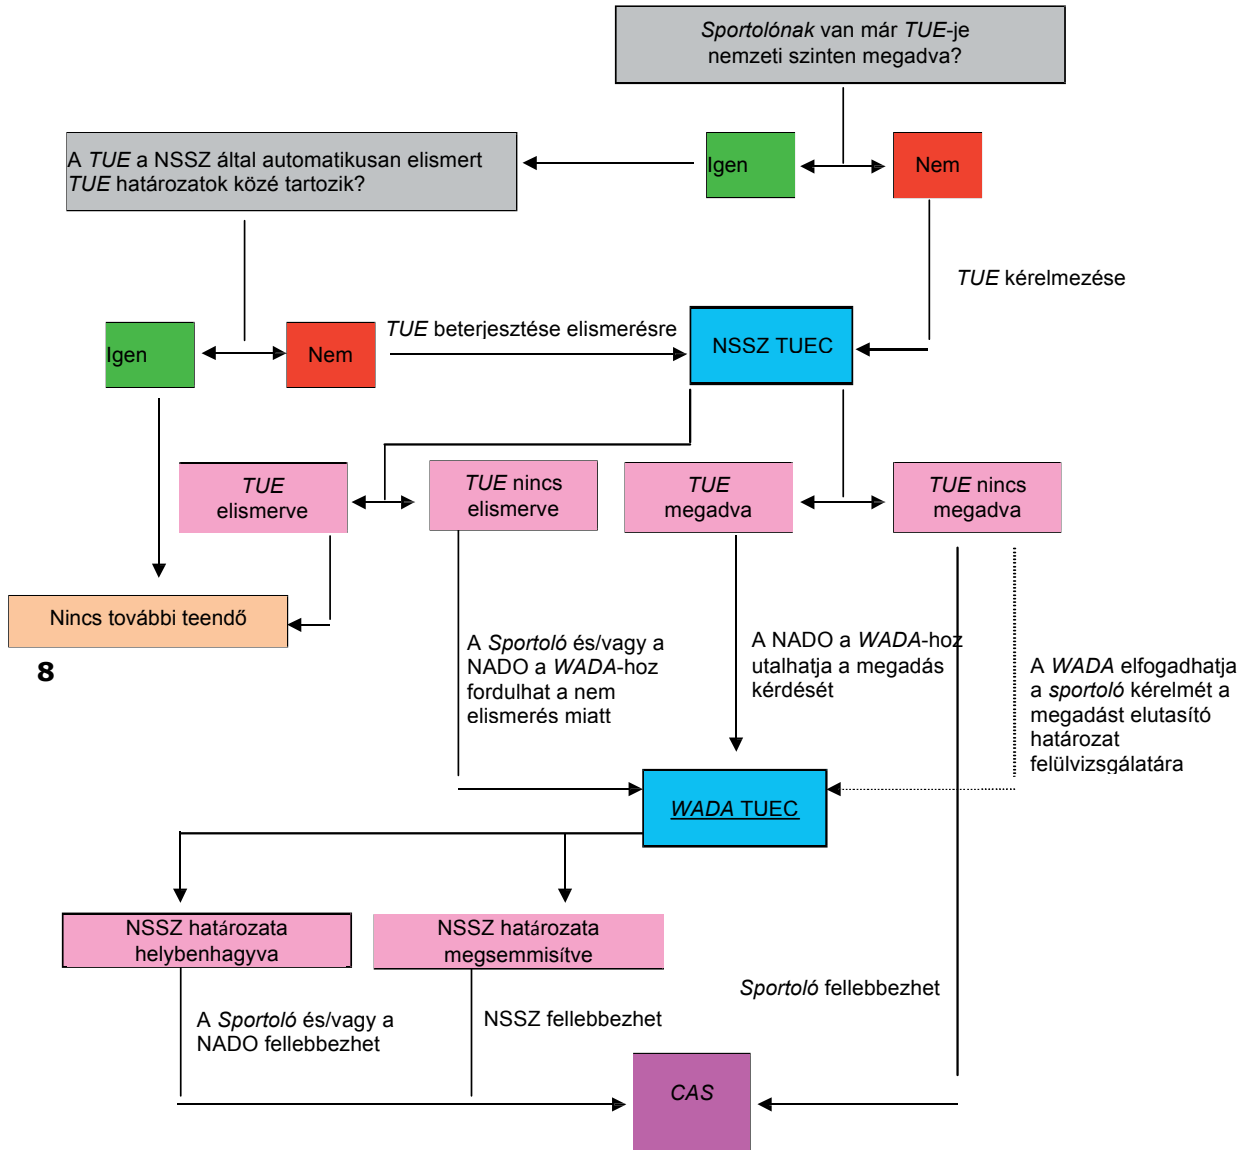 Sportolónak van már TUE-je
nemzeti szinten megadva?
A TUE a NSSZ által automatikusan elismert
TUE határozatok közé tartozik?
Igen
Nem
TUE kérelmezése
Igen
Nem
TUE beterjesztése elismerésre
NSSZ TUEC
TUE
elismerve
TUE nincs
elismerve
TUE
megadva
TUE nincs
megadva
Nincs további teendő
8
A Sportoló és/vagy a
NADO a WADA-hoz
fordulhat a nem
elismerés miatt
A NADO a WADA-hoz
utalhatja a megadás
kérdését
A WADA elfogadhatja
a sportoló kérelmét a
megadást elutasító
határozat
felülvizsgálatára
WADA TUEC
NSSZ határozata
helybenhagyva
NSSZ határozata
megsemmisítve
A Sportoló és/vagy a
NADO fellebbezhet
NSSZ fellebbezhet
Sportoló fellebbezhet
CAS